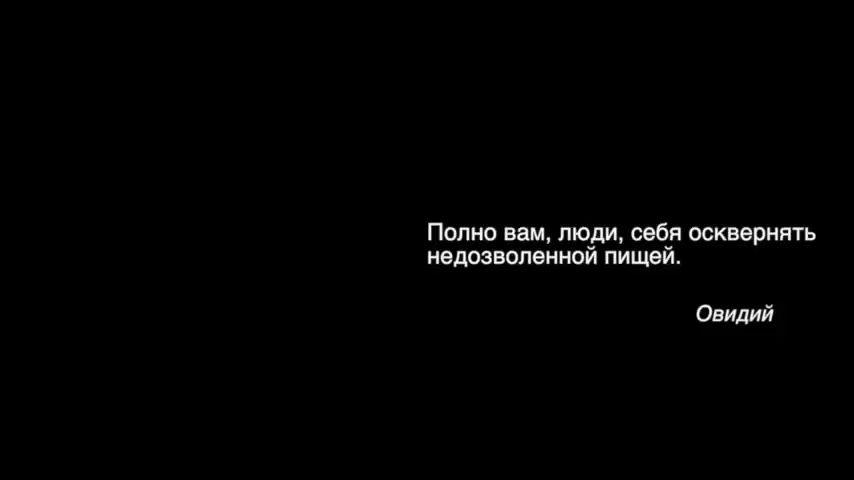 Полно вам, люди, себя осквернять
недозволенной пищей.
Овидий